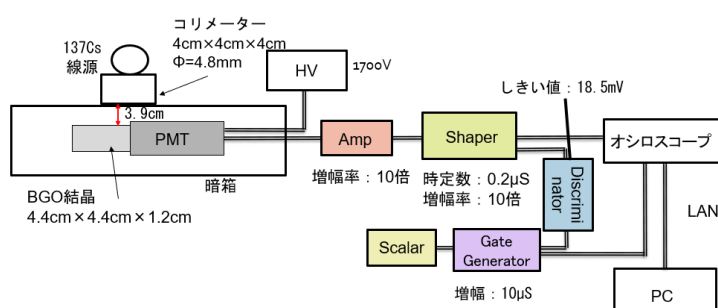 コリメーター
4cm×4cm×4cm
Φ=4.8mm
137Cs
線源
HV
1700V
しきい値：18.5mV
3.9cm
PMT
Amp
Shaper
オシロスコープ
暗箱
増幅率：10倍
時定数：0.2μS
増幅率：10倍
Discrimi
nator
BGO結晶
4.4cm×4.4cm×1.2cm
LAN
Scalar
Gate
Generator
増幅：10μS
PC